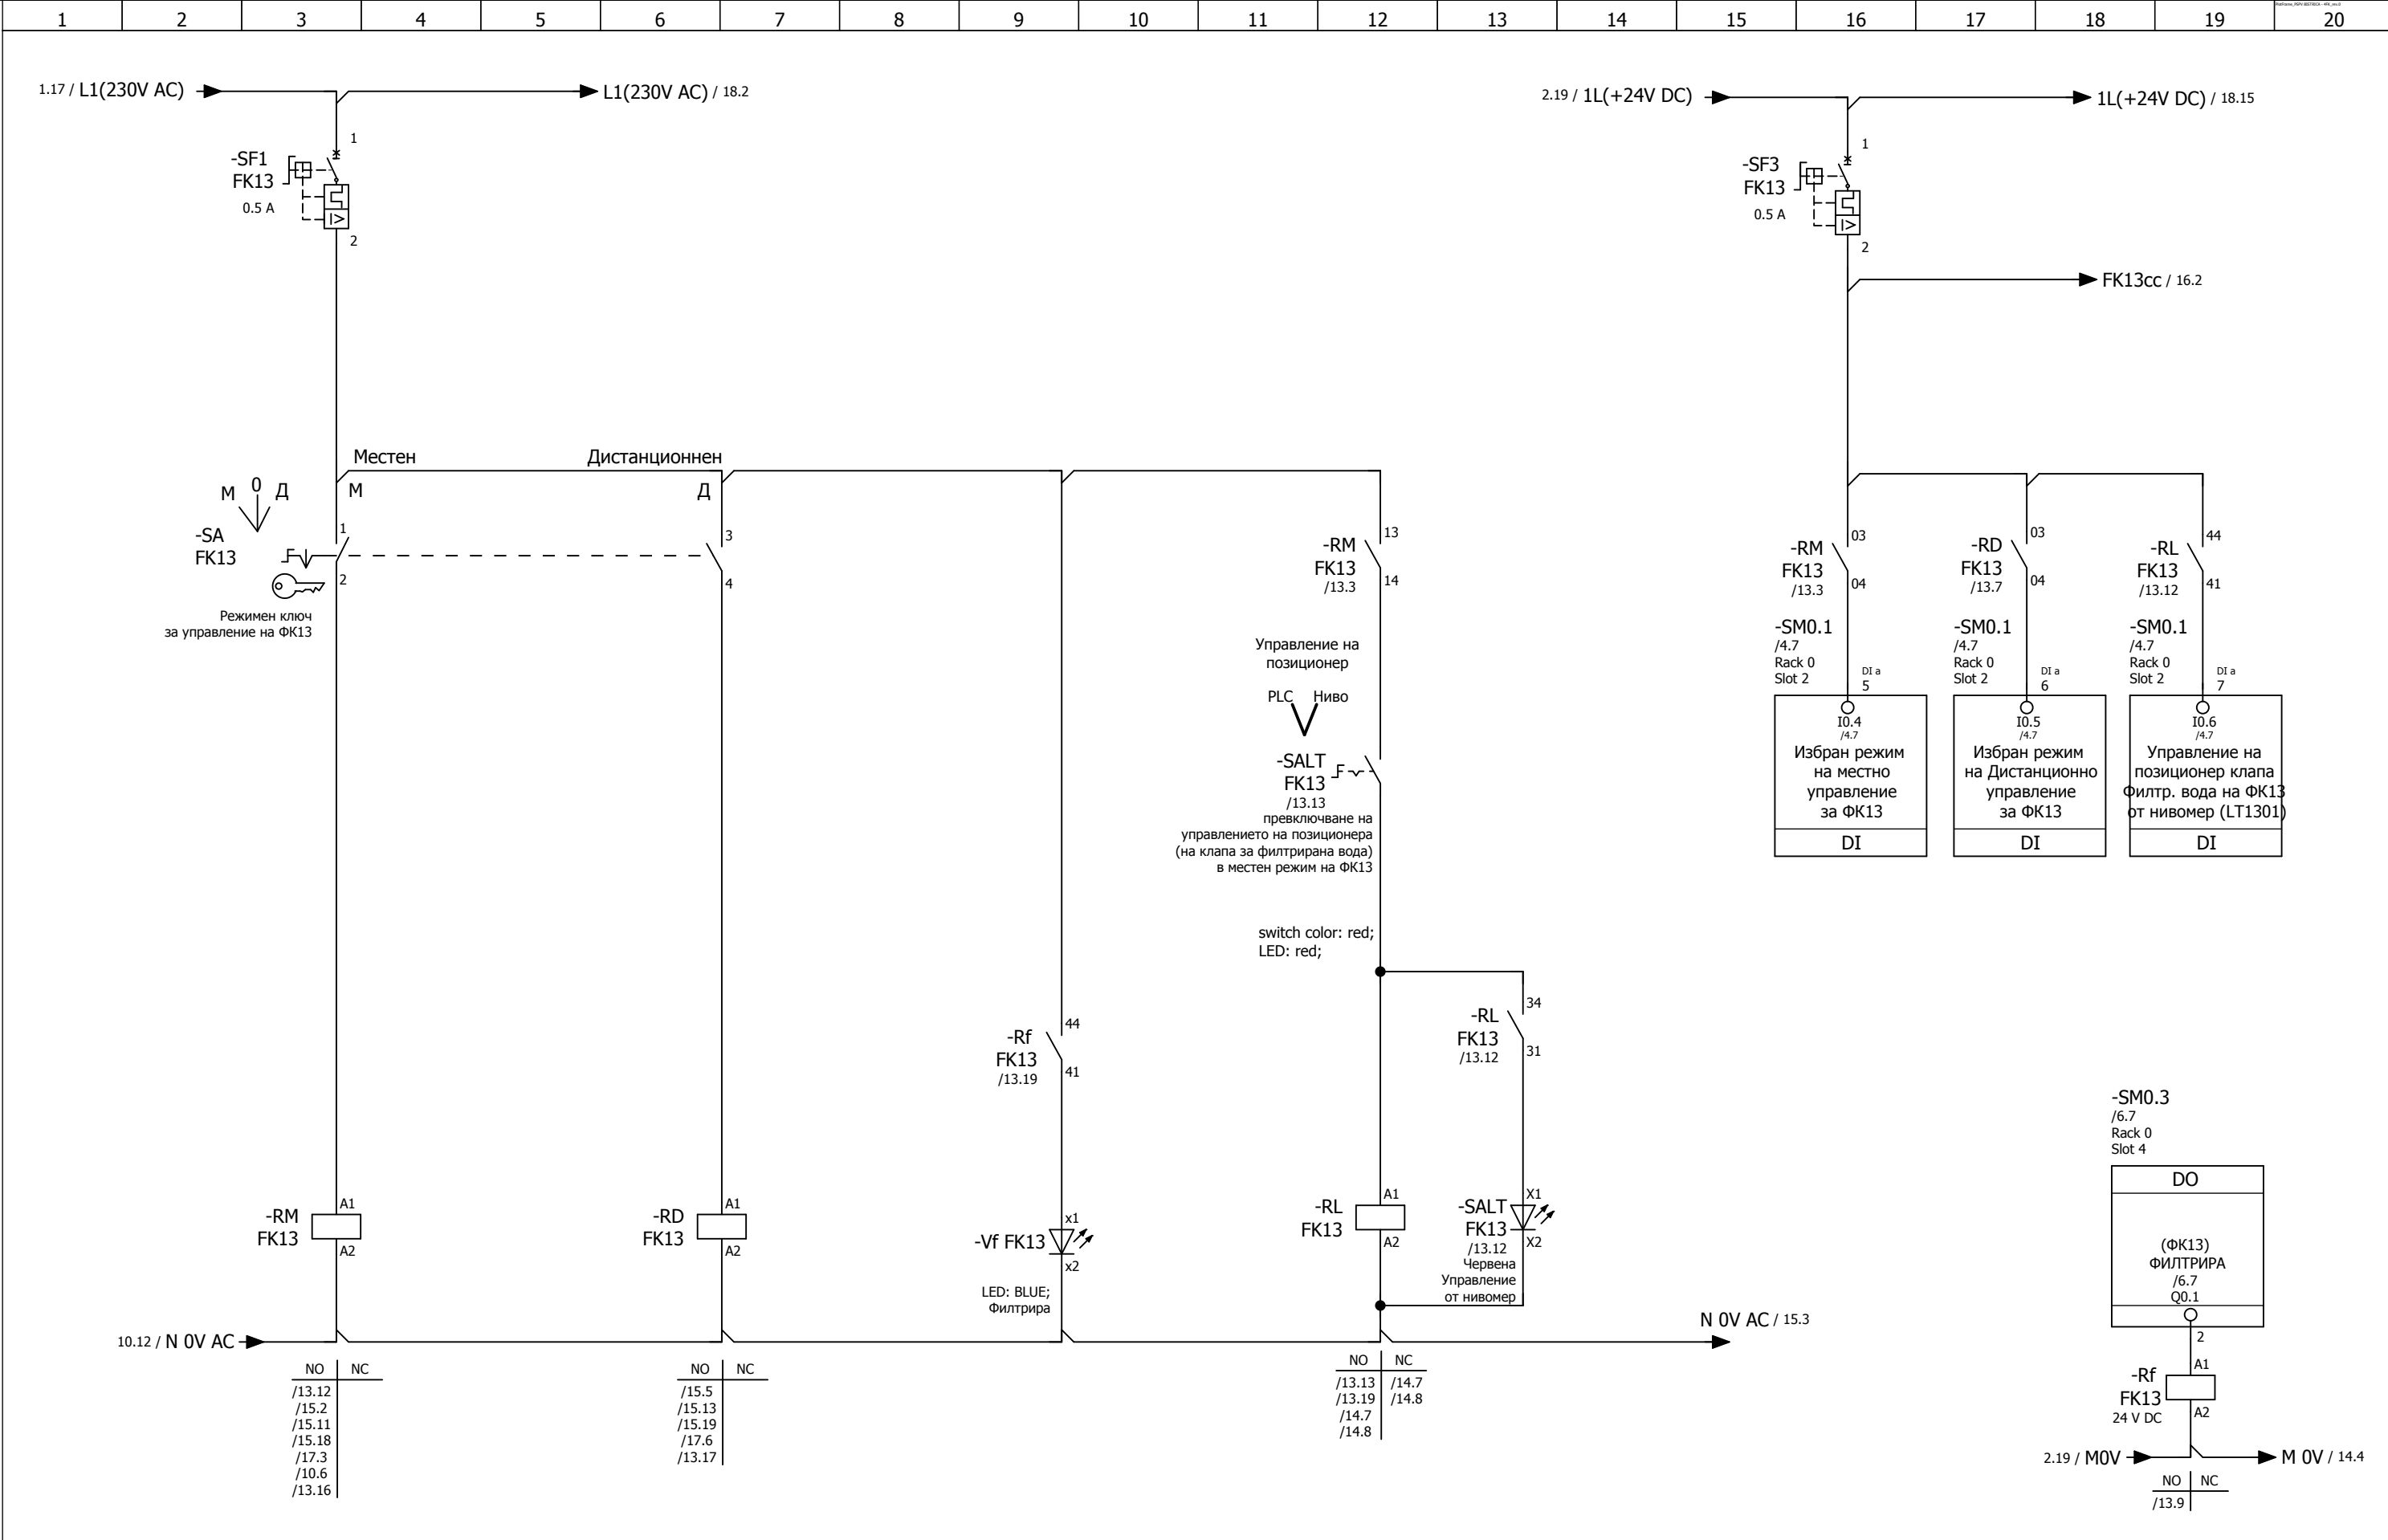 1 2 3 4 5 6 7 8 9 10 11 12 13 14 15 16 17 18 19 20
1.17 / L1(230V AC)
L1(230V AC) / 18.2
2.19 / 1L(+24V DC)
1L(+24V DC) / 18.15
1
-SF1
FK13
0.5 A
2
1
-SF3
FK13
0.5 A
2
FK13cc / 16.2
Местен
Дистанционнен
М 0 Д
М
Д
-SA
FK13
1
2
3
4
Режимен ключ
за управление на ФК13
-RM
FK13
/13.3
13
14
Управление на
позиционер
PLC Ниво
-SALT
FK13
/13.13
превключване на
управлението на позиционера
(на клапа за филтрирана вода)
в местен режим на ФК13
switch color: red;
LED: red;
-RM
FK13
/13.3
03
04
-RD
FK13
/13.7
03
04
-RL
FK13
/13.12
44
41
-SM0.1
/4.7
Rack 0
Slot 2
DI a
5
I0.4
/4.7
Избран режим
на местно
управление
за ФК13
DI
-SM0.1
/4.7
Rack 0
Slot 2
DI a
6
I0.5
/4.7
Избран режим
на Дистанционно
управление
за ФК13
DI
-SM0.1
/4.7
Rack 0
Slot 2
DI a
7
I0.6
/4.7
Управление на
позиционер клапа
Филтр. вода на ФК13
от нивомер (LT1301)
DI
-Rf
FK13
/13.19
44
41
-RL
FK13
/13.12
34
31
-RM
FK13
A1
A2
-RD
FK13
A1
A2
-Vf FK13
x1
x2
LED: BLUE;
Филтрира
-RL
FK13
A1
A2
-SALT
FK13
/13.12
X1
X2
Червена
Управление
от нивомер
-SM0.3
/6.7
Rack 0
Slot 4
DO
(ФК13)
ФИЛТРИРА
/6.7
Q0.1
2
-Rf
FK13
24 V DC
A1
A2
10.12 / N 0V AC
N 0V AC / 15.3
2.19 / M0V
M 0V / 14.4
NO NC
/13.12
/15.2
/15.11
/15.18
/17.3
/10.6
/13.16
NO NC
/15.5
/15.13
/15.19
/17.6
/13.17
NO NC
/13.13 /14.7
/13.19 /14.8
/14.7
/14.8
NO NC
/13.9